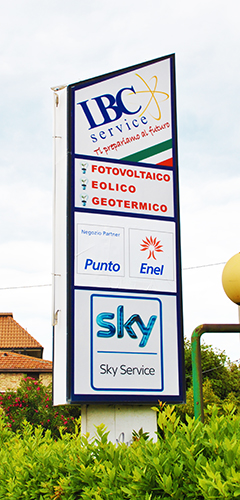 IBC
service
Ti prepariamo al futuro
FOTOVOLTAICO
EOLICO
GEOTERMICO
Negozio Partner
Punto
Enel
sky
Sky Service